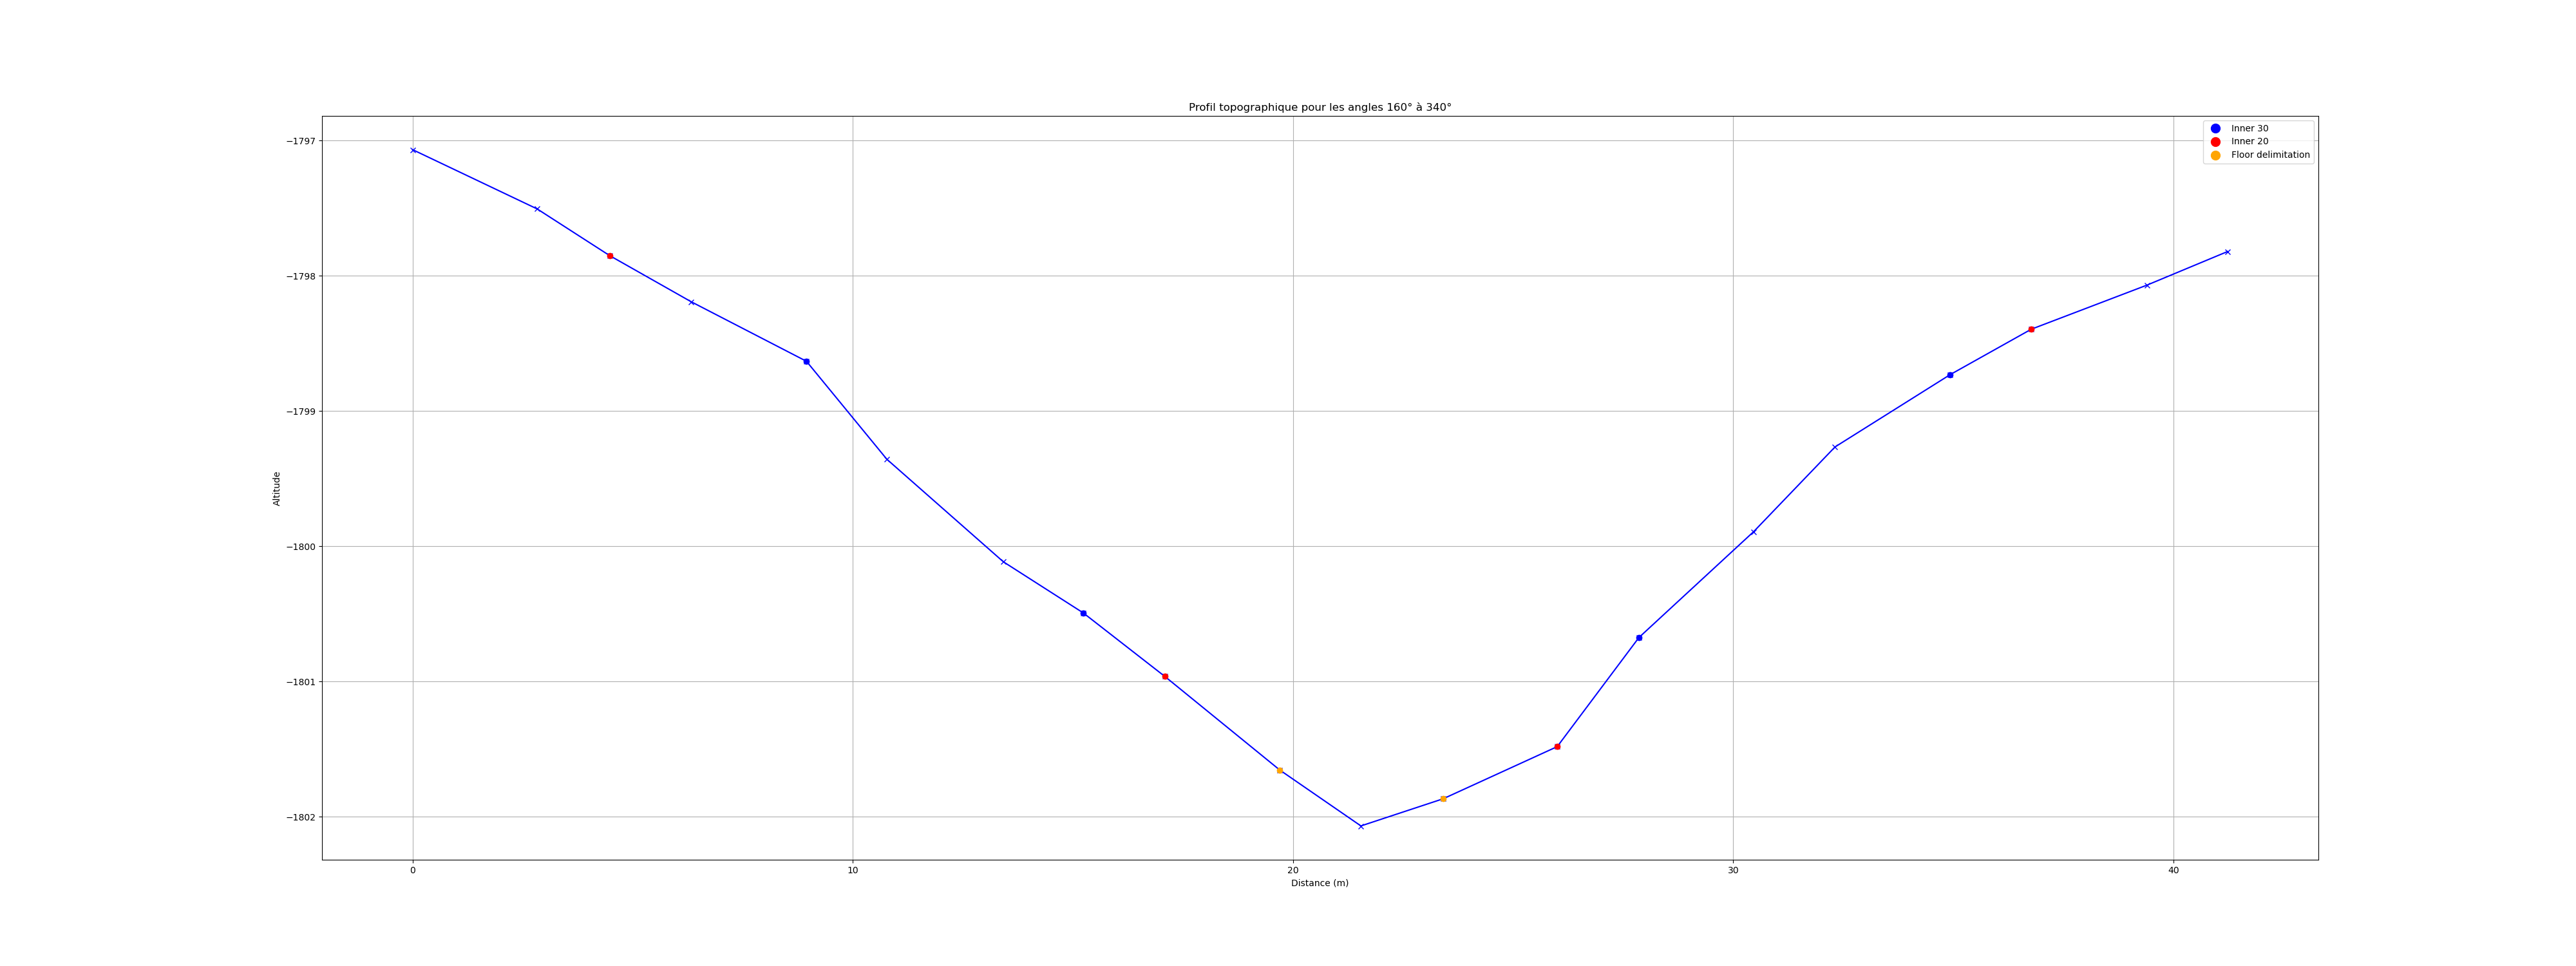 Profil topographique pour les angles 160° à 340°
Inner 30
Inner 20
Floor delimitation
Altitude
−1797
−1798
−1799
−1800
−1801
−1802
0 10 20 30 40
Distance (m)